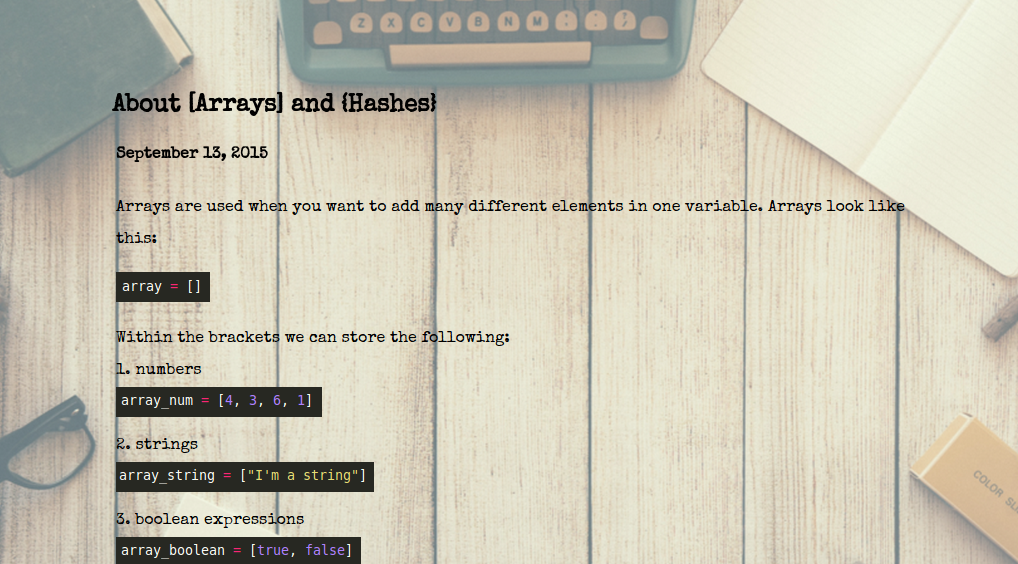 Z X C V B N M
About [Arrays] and {Hashes}
September 13, 2015
Arrays are used when you want to add many different elements in one variable. Arrays look like
this:
array = []
Within the brackets we can store the following:
1. numbers
array_num = [4, 3, 6, 1]
2. strings
array_string = ["I'm a string"]
3. boolean expressions
array_boolean = [true, false]
COLOR